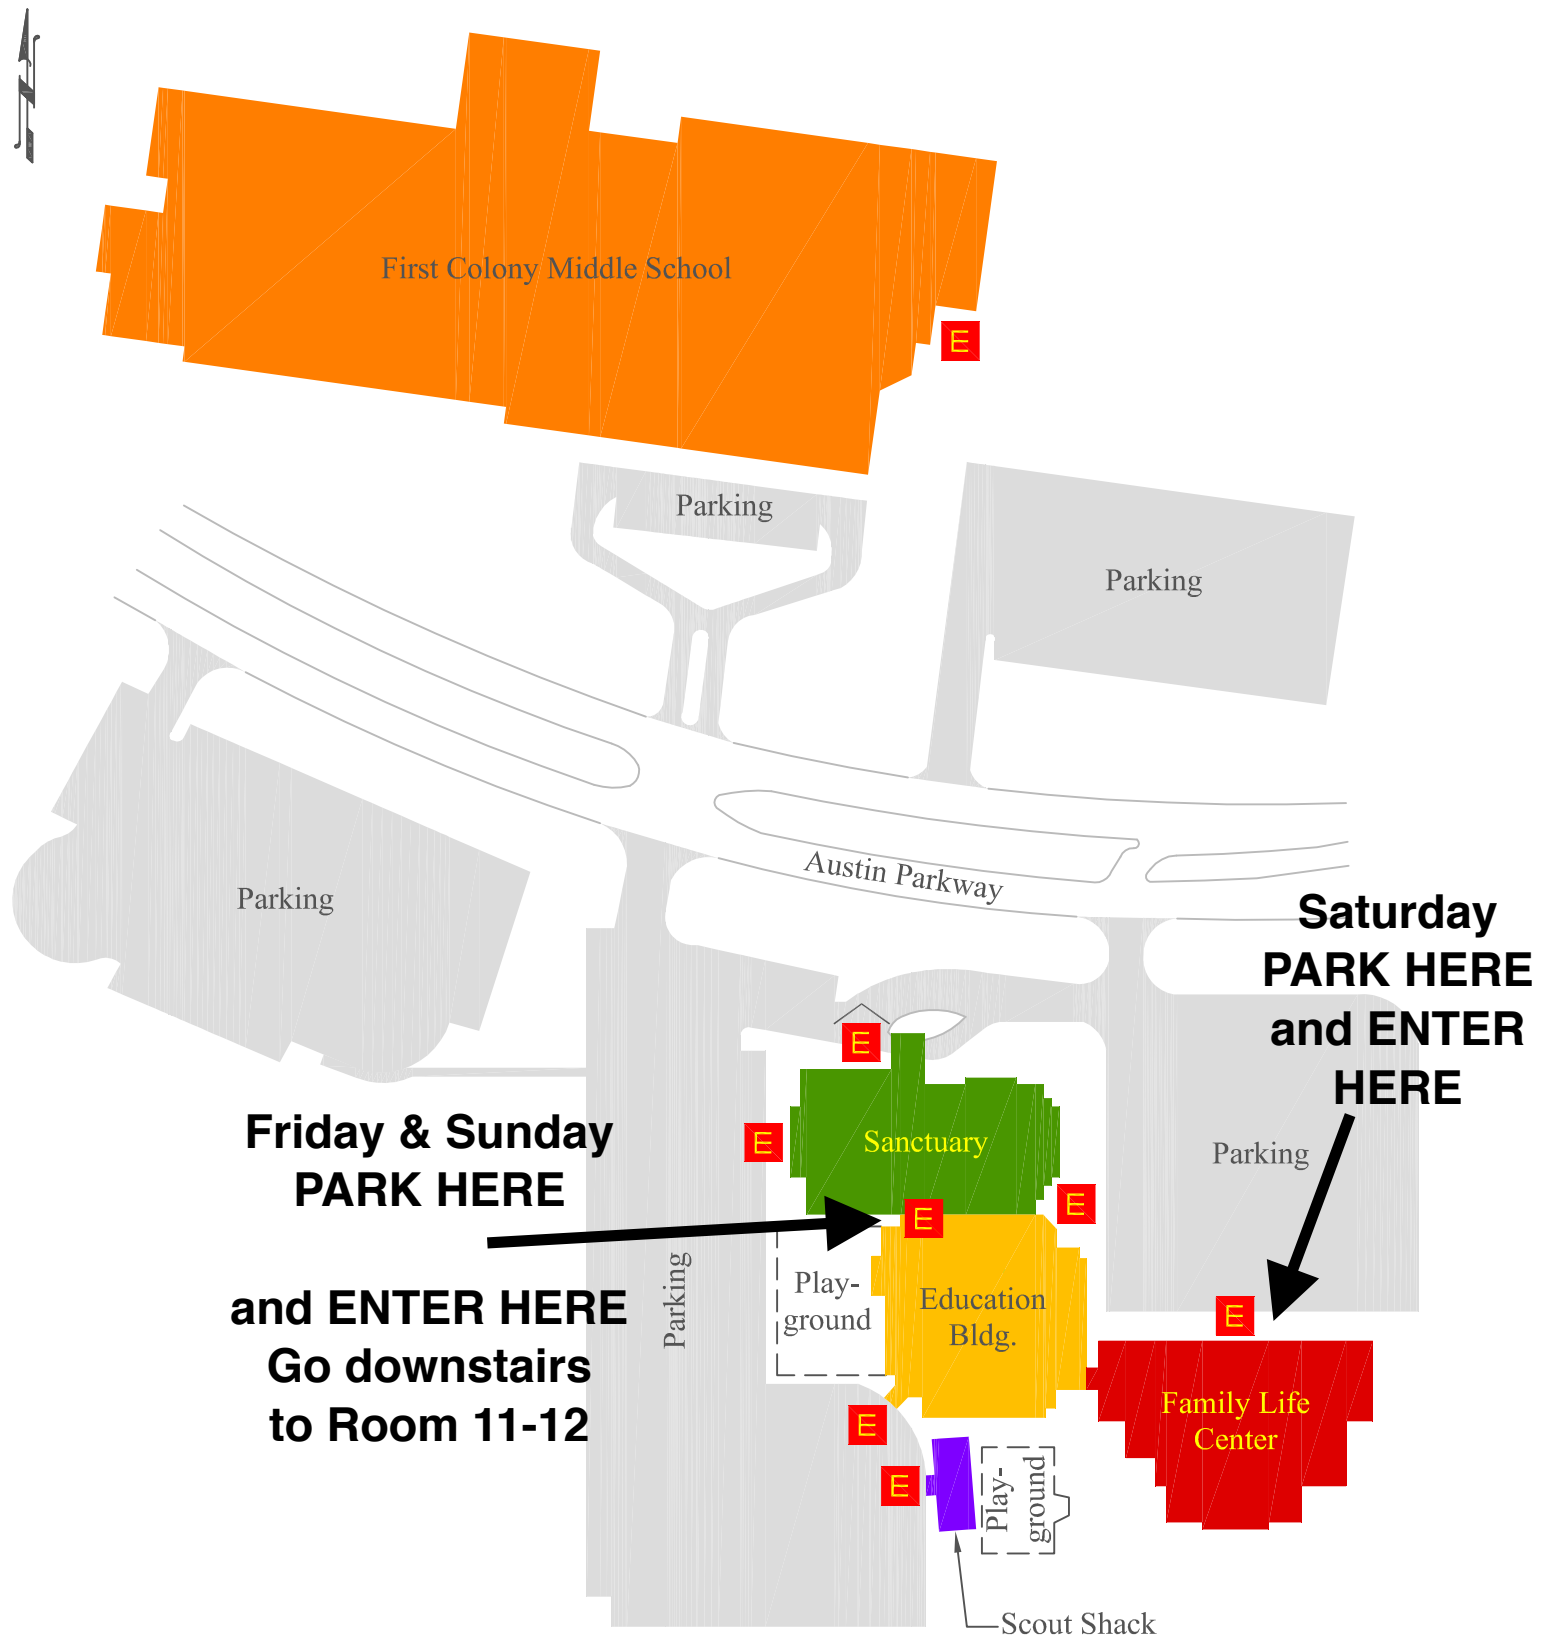 First Colony Middle School
E
Parking
Parking
Austin Parkway
Parking
Saturday
PARK HERE
and ENTER
HERE
E
Friday & Sunday
PARK HERE
E
Sanctuary
Parking
E
E
and ENTER HERE
Go downstairs
to Room 11-12
Parking
Play-
ground
Education
Bldg.
E
Family Life
Center
E
E
Play-
ground
Scout Shack